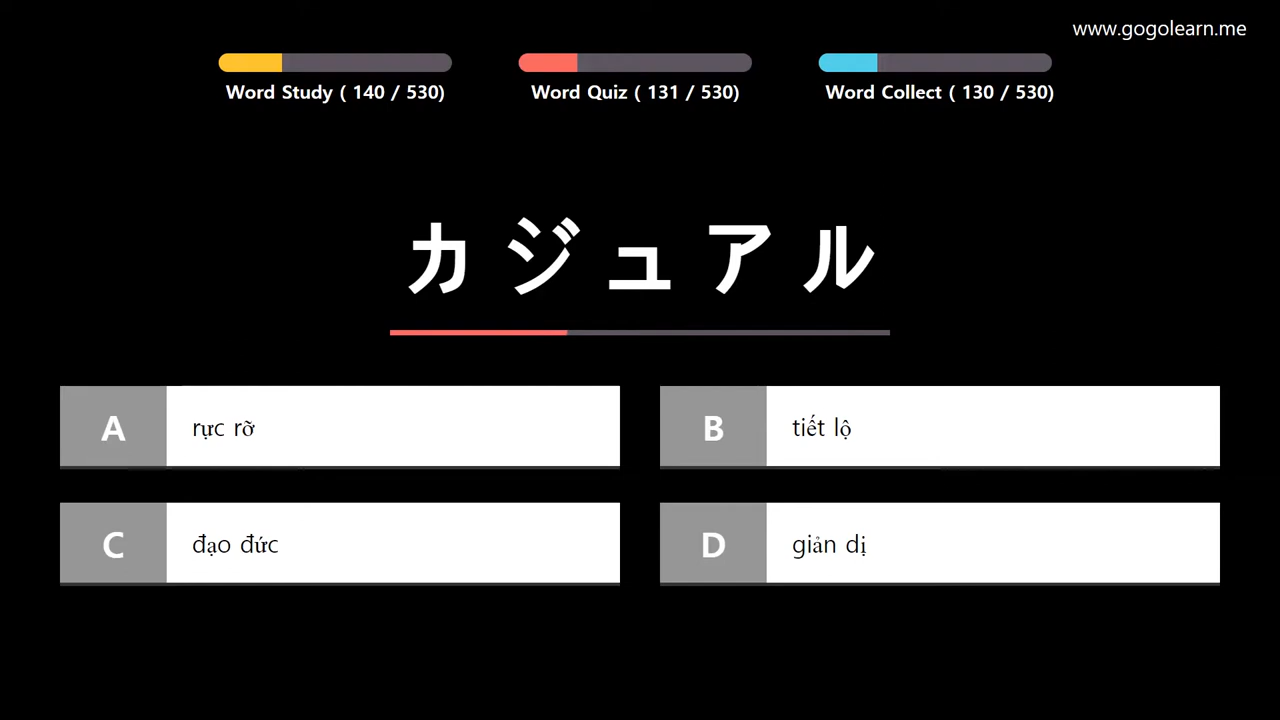 www.gogolearn.me
Word Study ( 140 / 530)
Word Quiz ( 131 / 530)
Word Collect ( 130 / 530)
カジュアル
A rực rỡ
B tiết lộ
C đạo đức
D giản dị